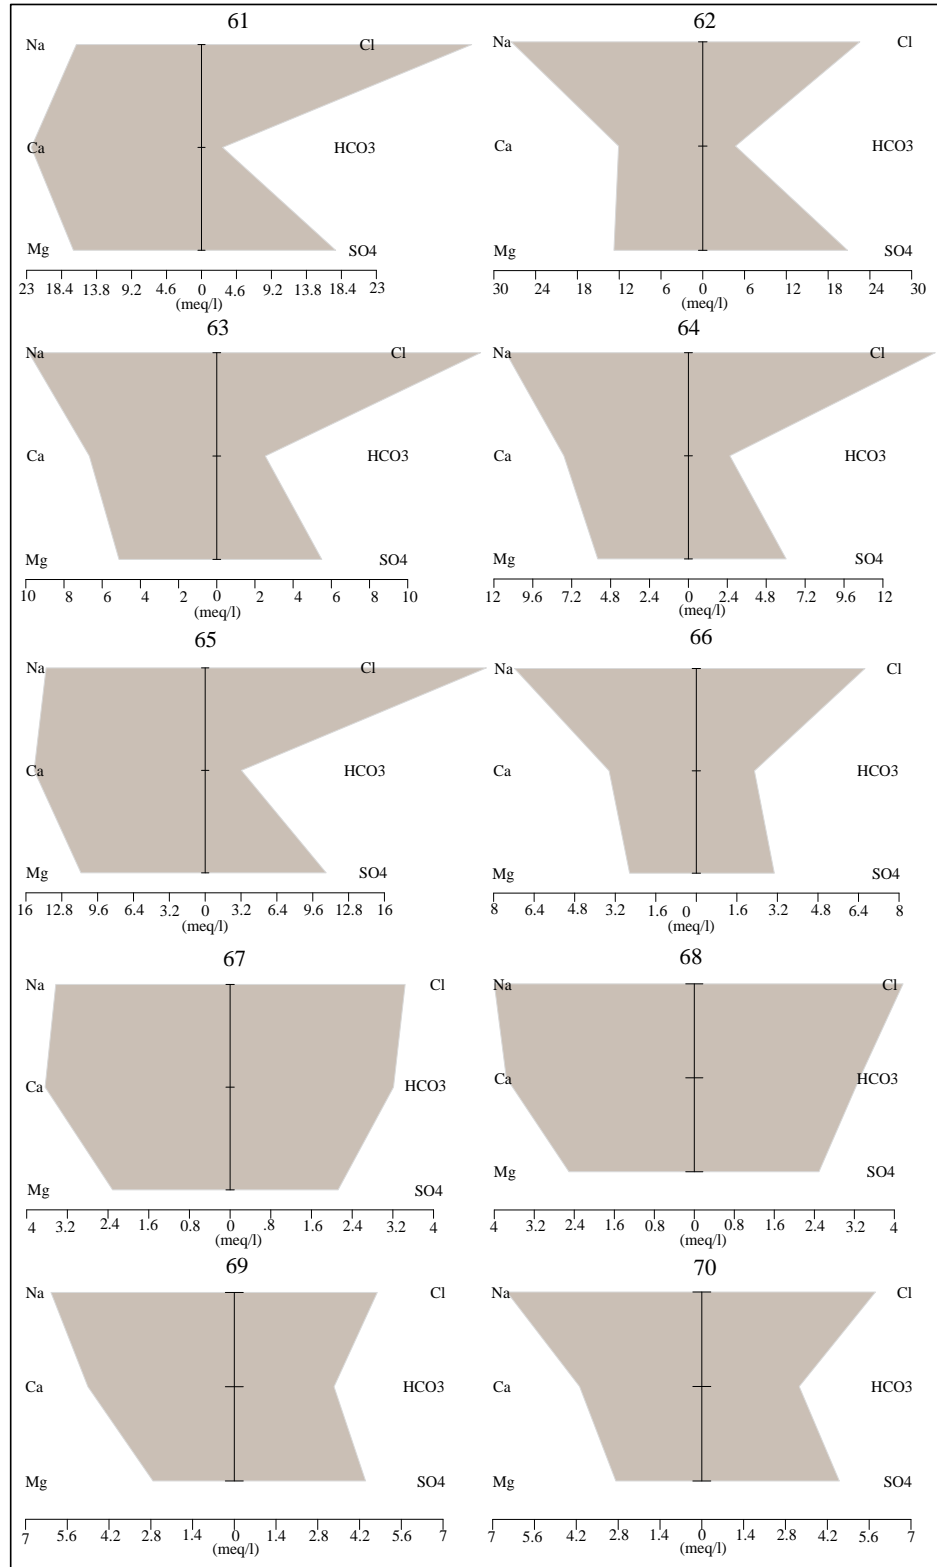 61
Na Cl
Ca HCO3
Mg SO4
23 18.4 13.8 9.2 4.6 0 4.6 9.2 13.8 18.4 23
(meq/l)
62
Na Cl
Ca HCO3
Mg SO4
30 24 18 12 6 0 6 12 18 24 30
(meq/l)
63
Na Cl
Ca HCO3
Mg SO4
10 8 6 4 2 0 2 4 6 8 10
(meq/l)
64
Na Cl
Ca HCO3
Mg SO4
12 9.6 7.2 4.8 2.4 0 2.4 4.8 7.2 9.6 12
(meq/l)
65
Na Cl
Ca HCO3
Mg SO4
16 12.8 9.6 6.4 3.2 0 3.2 6.4 9.6 12.8 16
(meq/l)
66
Na Cl
Ca HCO3
Mg SO4
8 6.4 4.8 3.2 1.6 0 1.6 3.2 4.8 6.4 8
(meq/l)
67
Na Cl
Ca HCO3
Mg SO4
4 3.2 2.4 1.6 0.8 0 .8 1.6 2.4 3.2 4
(meq/l)
68
Na Cl
Ca HCO3
Mg SO4
4 3.2 2.4 1.6 0.8 0 0.8 1.6 2.4 3.2 4
(meq/l)
69
Na Cl
Ca HCO3
Mg SO4
7 5.6 4.2 2.8 1.4 0 1.4 2.8 4.2 5.6 7
(meq/l)
70
Na Cl
Ca HCO3
Mg SO4
7 5.6 4.2 2.8 1.4 0 1.4 2.8 4.2 5.6 7
(meq/l)